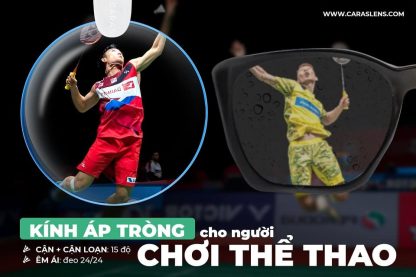 WWW.CARASLENS.COM
KÍNH ÁP TRÒNG cho người
CẬN + CẬN LOẠN: 15 độ
ÊM ÁI: đeo 24/24
CHƠI THỂ THAO
VICTOR